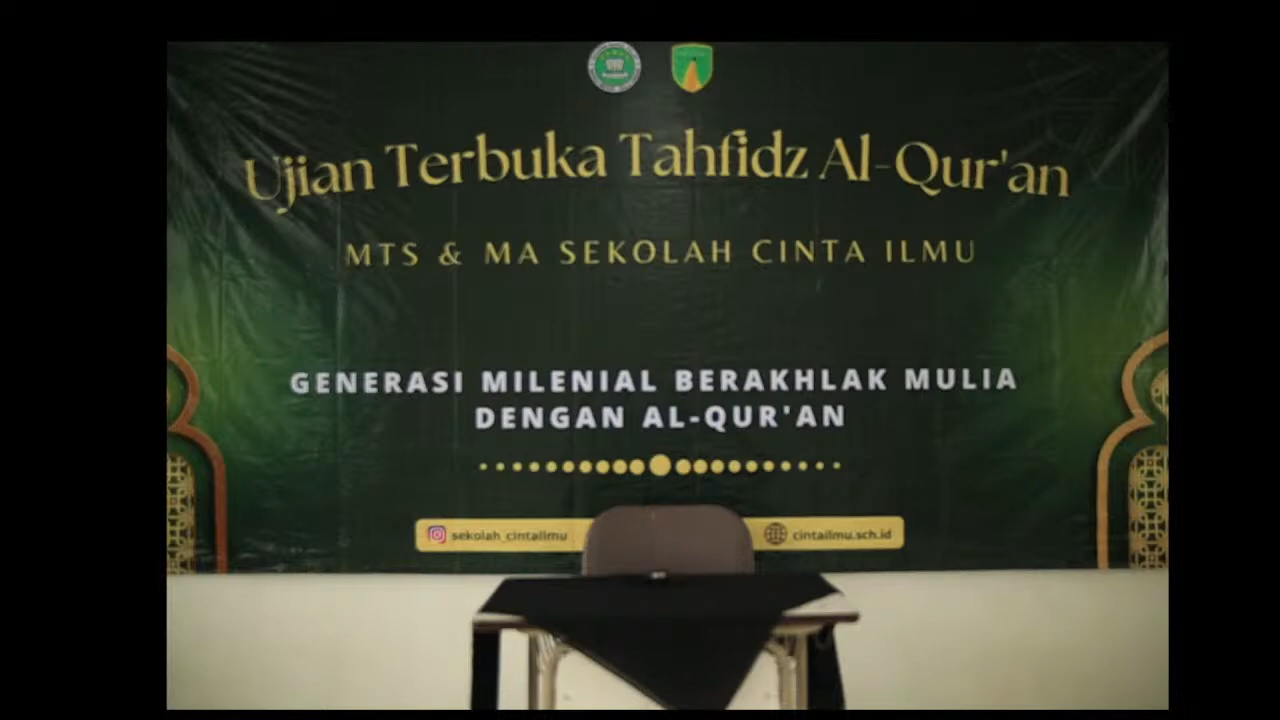 Ujian Terbuka Tahfidz Al-Qur'an
MTS & MA SEKOLAH CINTA ILMU
GENERASI MILENIAL BERAKHLAK MULIA
DENGAN AL-QUR'AN
sekolah_cintailmu
cintailmu.sch.id